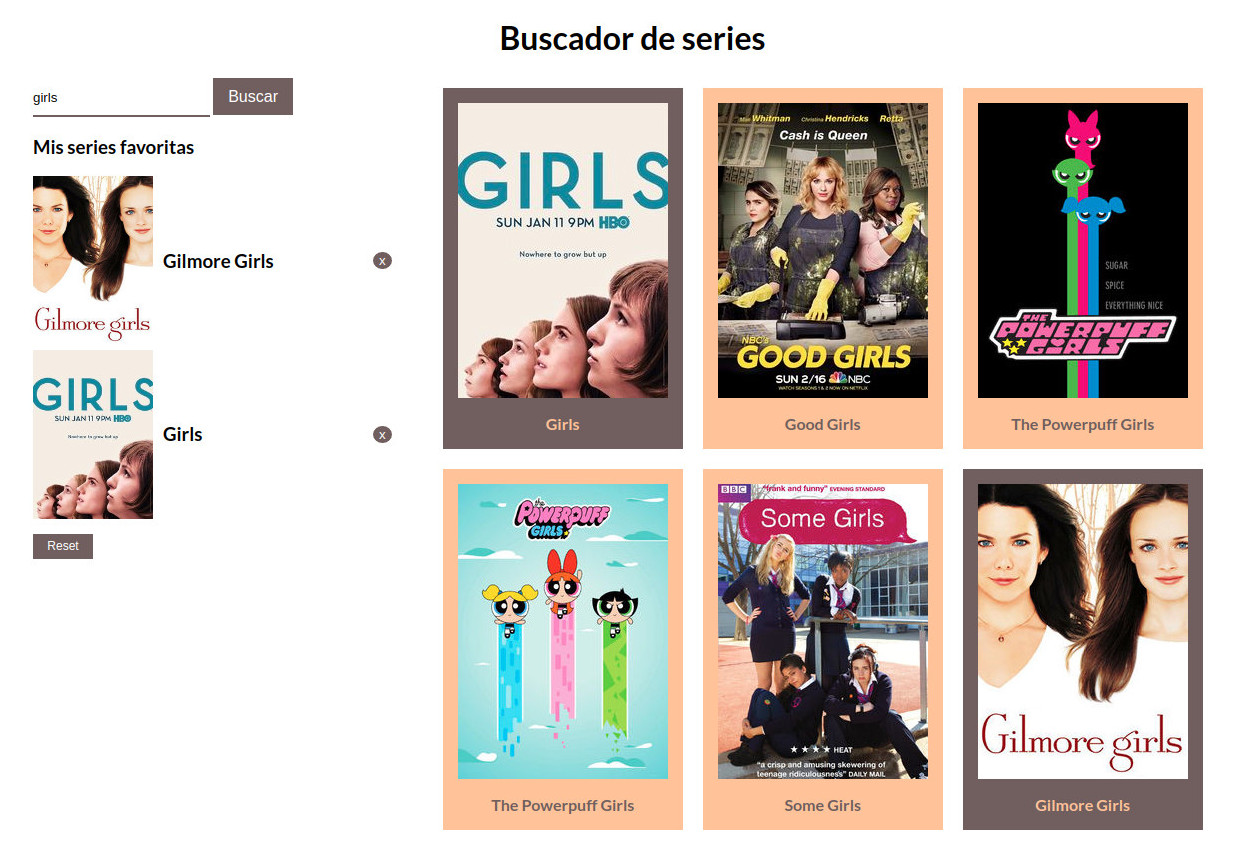 Buscador de series
girls
Buscar
Mis series favoritas
Gilmore girls
Gilmore Girls
x
GIRLS
SUN JAN 11 9PM HBO
Nowhere to grow but up
Girls
x
Reset
GIRLS
SUN JAN 11 9PM HBO
Nowhere to grow but up
Girls
Whitman Christina Hendricks Retta
Cash is Queen
NBC's
GOOD GIRLS
SUN 2/16 NBC
WATCH SEASONS 1 & 2 NOW ON NETFLIX
Good Girls
SUGAR
SPICE
EVERYTHING NICE
THE
POWERPUFF
GIRLS
The Powerpuff Girls
the
POWERPUFF
GIRLS
The Powerpuff Girls
BBC
"frank and funny" EVENING STANDARD
Some Girls
★★★★ HEAT
"a crisp and amusing skewering of
teenage ridiculousness" DAILY MAIL
Some Girls
Gilmore girls
Gilmore Girls